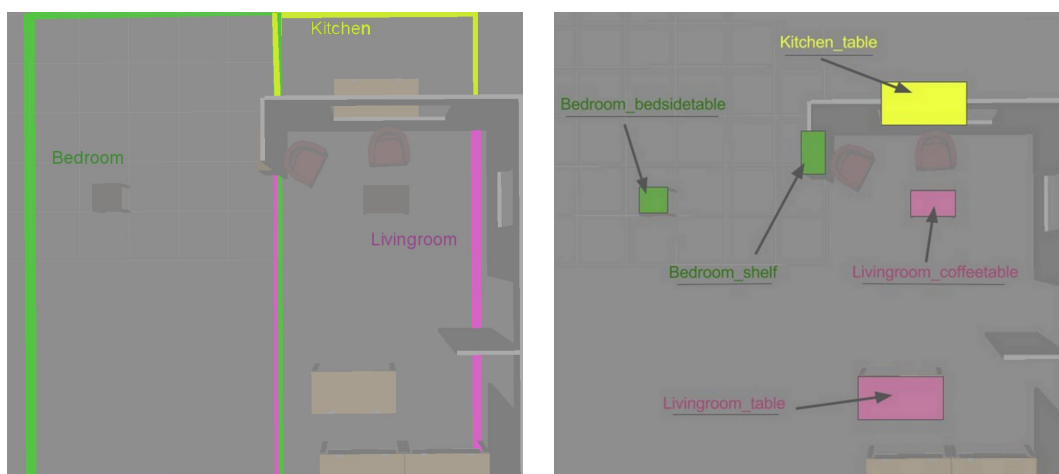 Kitchen
Bedroom
Livingroom
Kitchen_table
Bedroom_bedsidetable
Bedroom_shelf
Livingroom_coffeetable
Livingroom_table